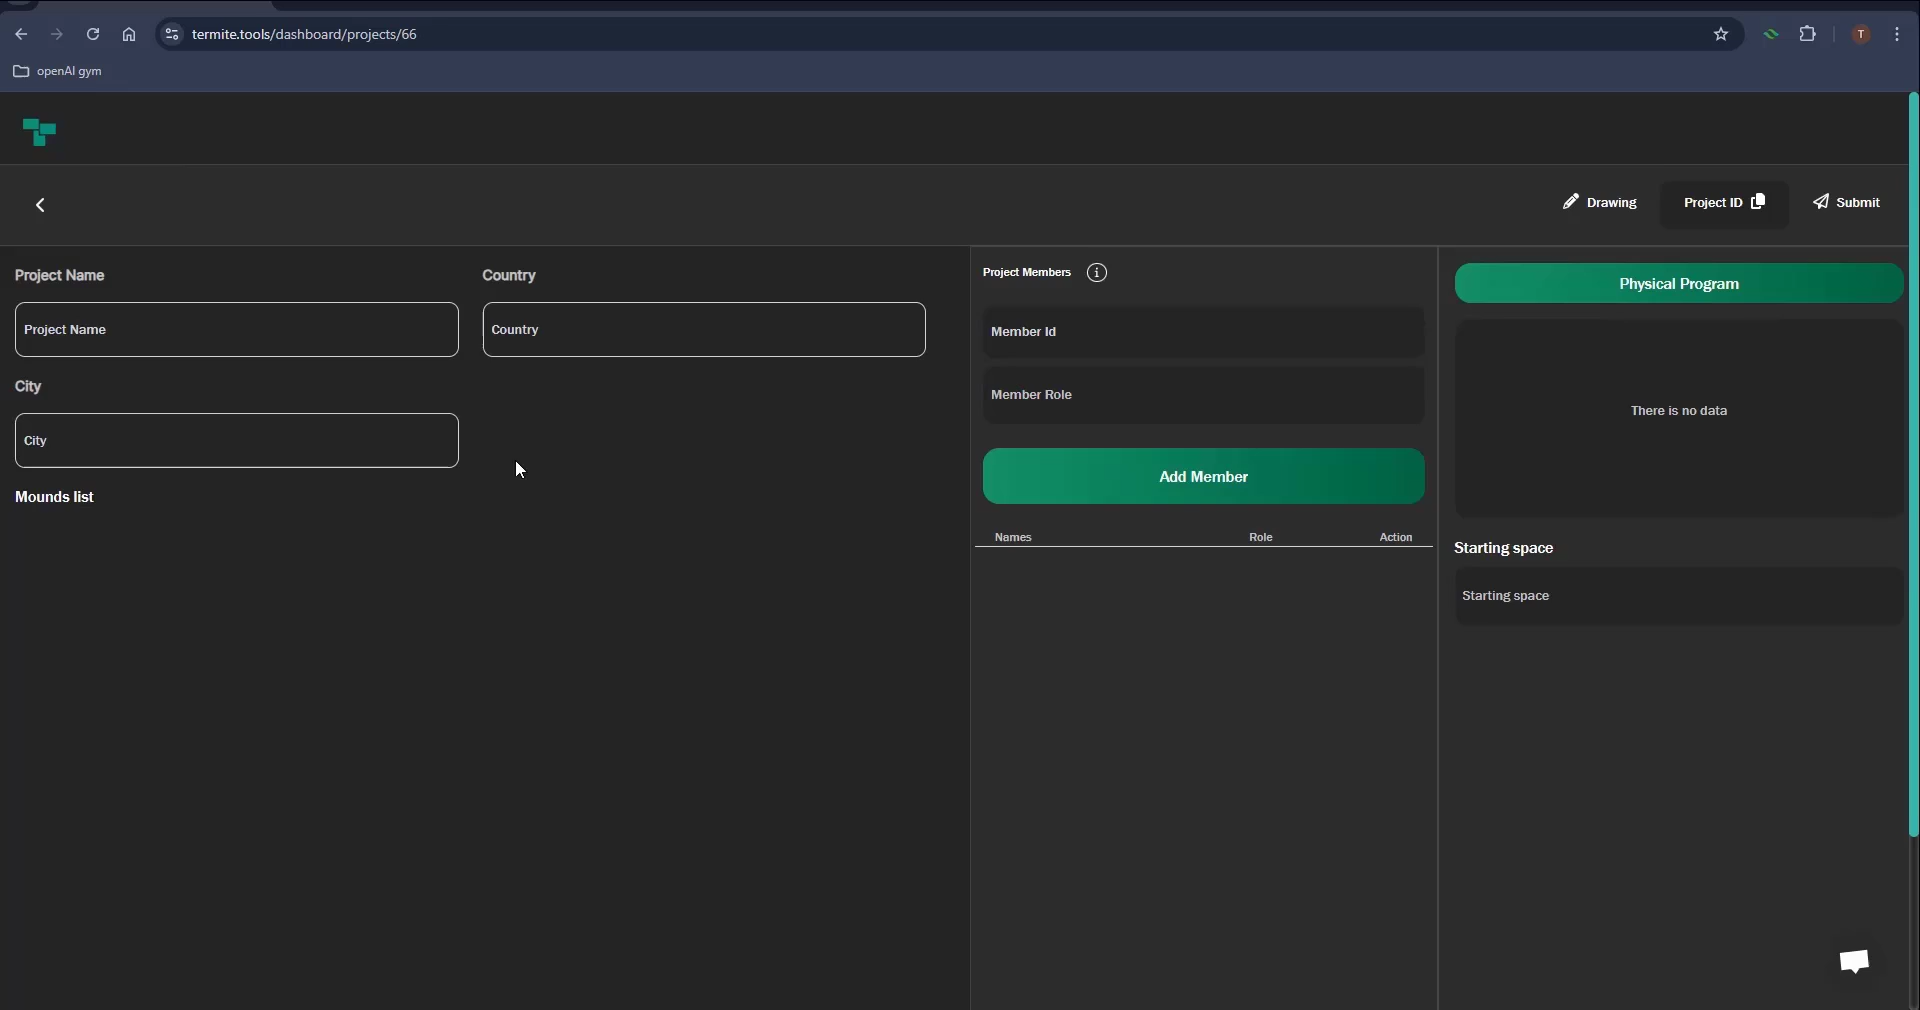 termite.tools/dashboard/projects/66
T
openAI gym
Drawing
Project ID
Submit
Project Name
Country
Project Name
Country
City
City
Mounds list
Project Members
i
Member Id
Member Role
Add Member
Names Role Action
Physical Program
There is no data
Starting space
Starting space